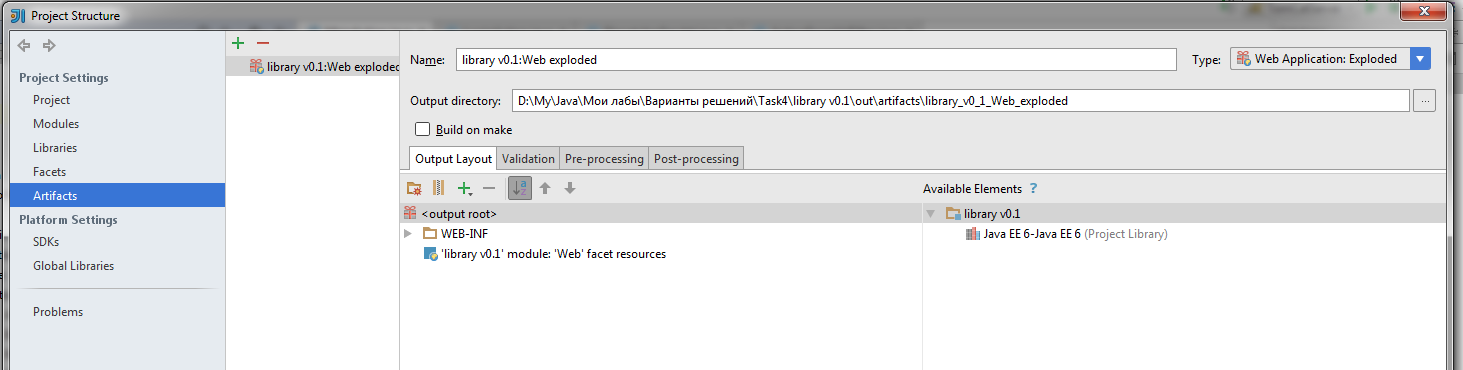 Project Structure
Project Settings
Project
Modules
Libraries
Facets
Artifacts
Platform Settings
SDKs
Global Libraries
Problems
library v0.1:Web exploded
Name: library v0.1:Web exploded
Type: Web Application: Exploded
Output directory: D:\My\Java\Мои лабы\Варианты решений\Task4\library v0.1\out\artifacts\library_v0_1_Web_exploded
...
Build on make
Output Layout Validation Pre-processing Post-processing
Available Elements ?
<output root>
WEB-INF
'library v0.1' module: 'Web' facet resources
library v0.1
Java EE 6-Java EE 6 (Project Library)